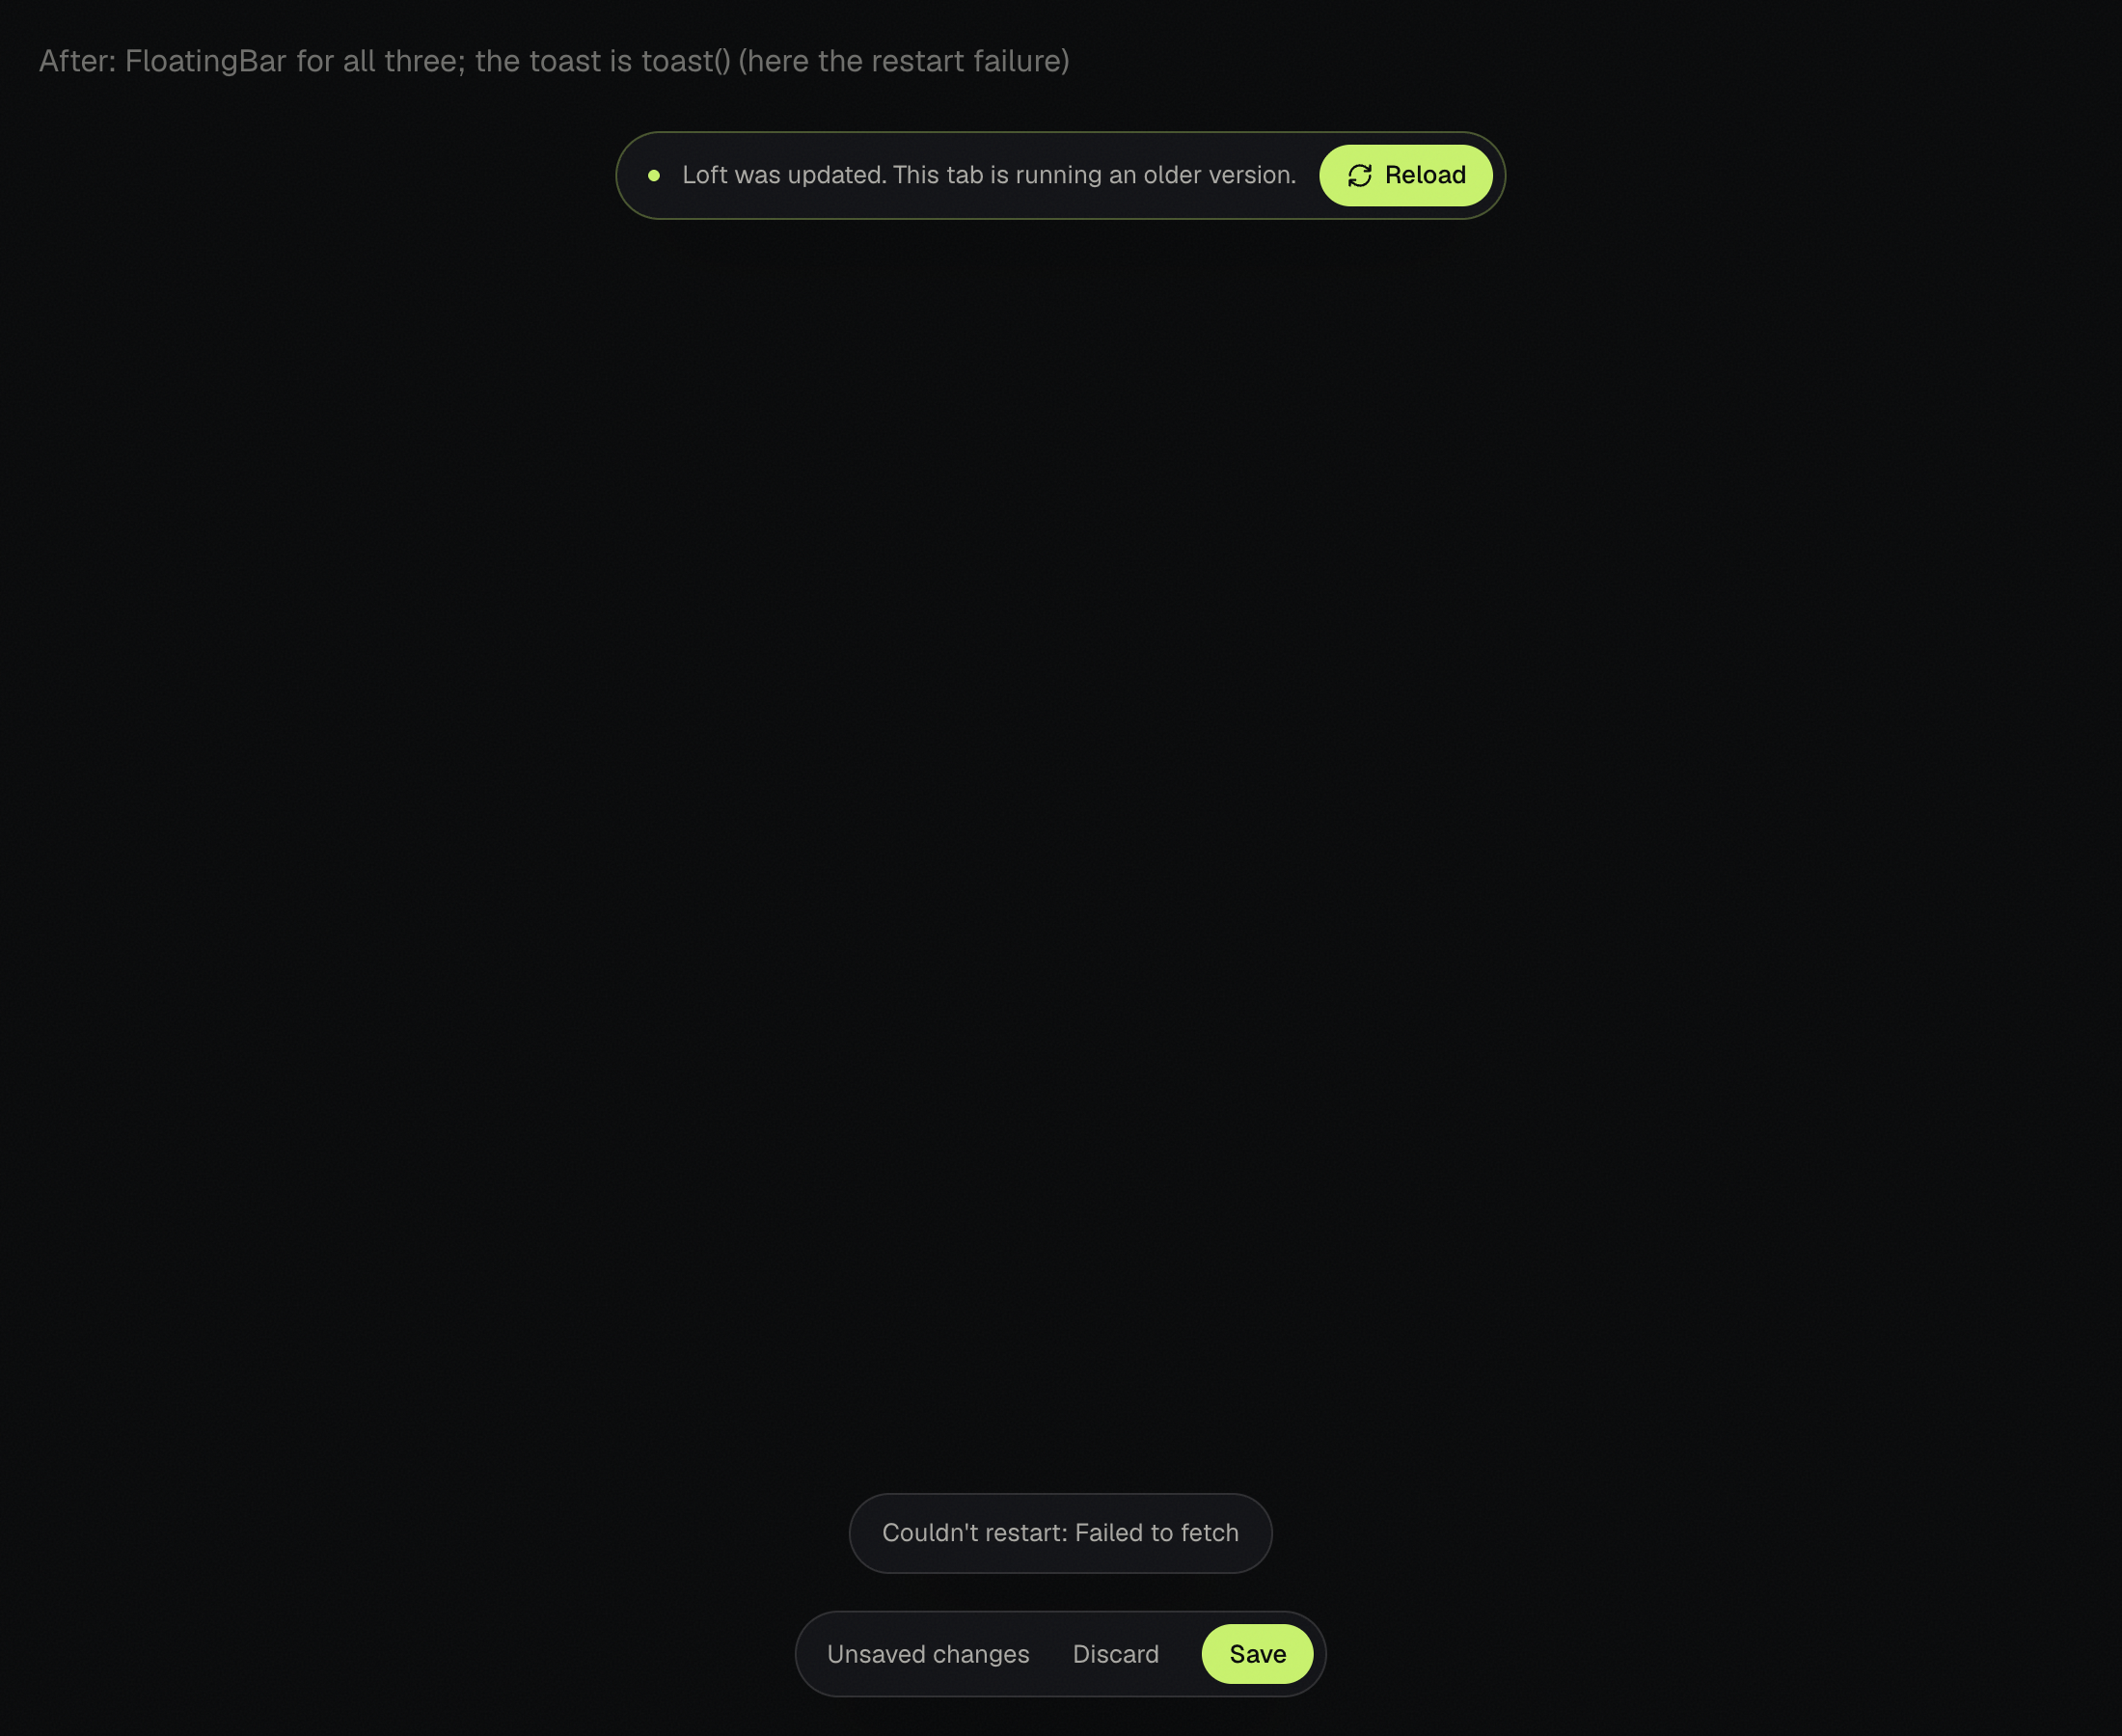 After: FloatingBar for all three; the toast is toast() (here the restart failure)
Loft was updated. This tab is running an older version. Reload
Couldn't restart: Failed to fetch
Unsaved changes Discard Save